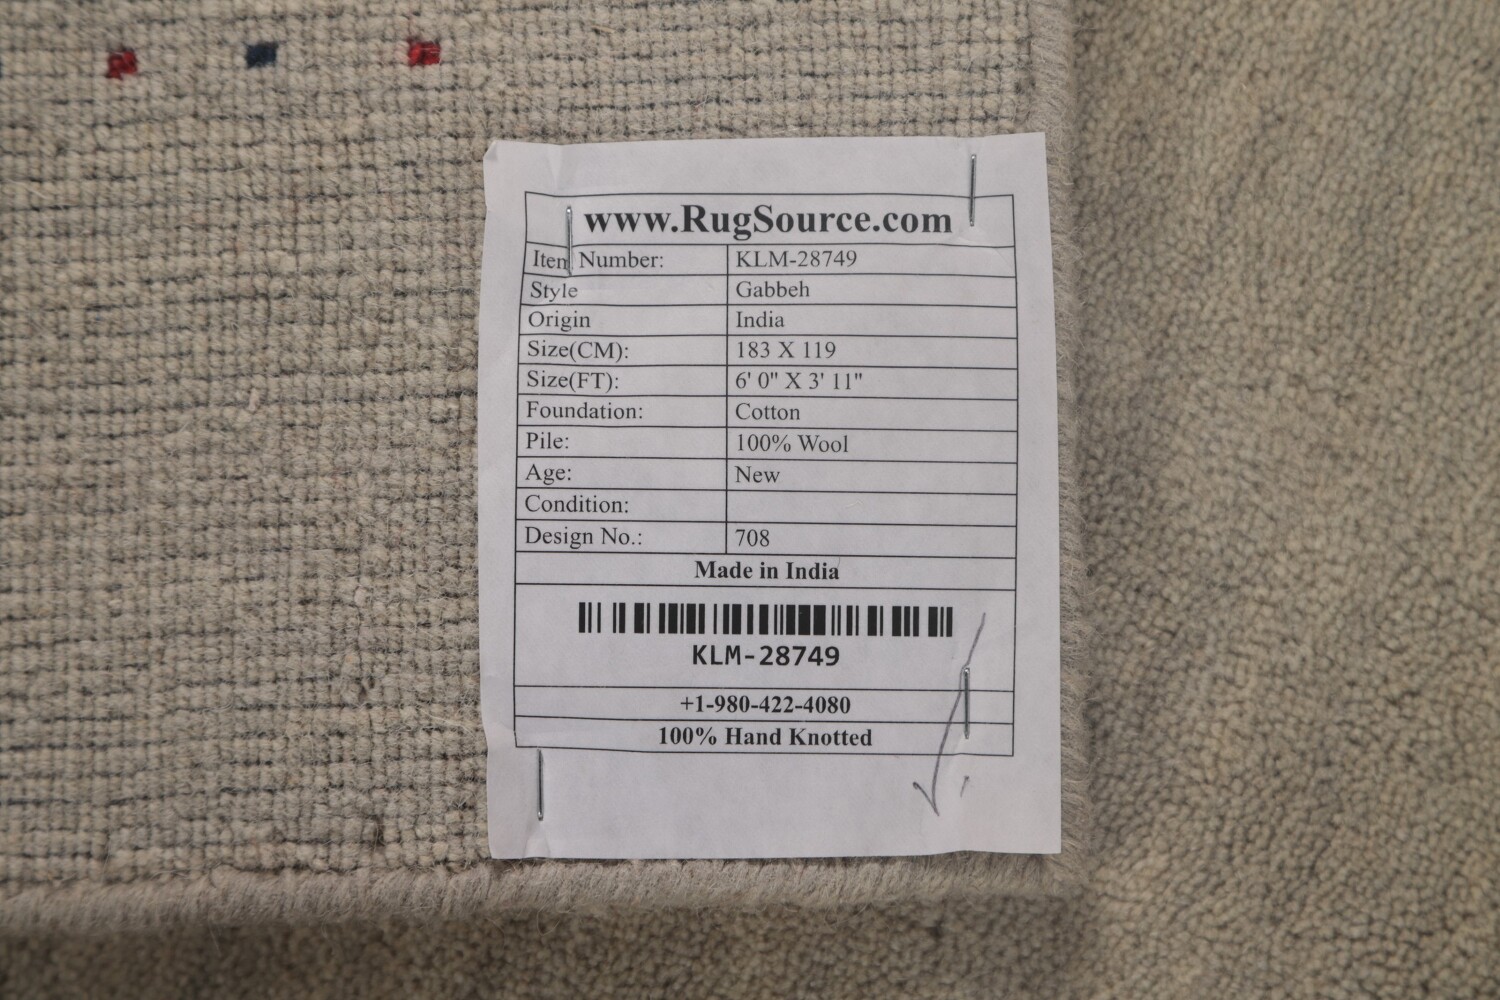 www.RugSource.com
Item Number: KLM-28749
Style Gabbeh
Origin India
Size(CM): 183 X 119
Size(FT): 6' 0" X 3' 11"
Foundation: Cotton
Pile: 100% Wool
Age: New
Condition:
Design No.: 708
Made in India
KLM-28749
+1-980-422-4080
100% Hand Knotted